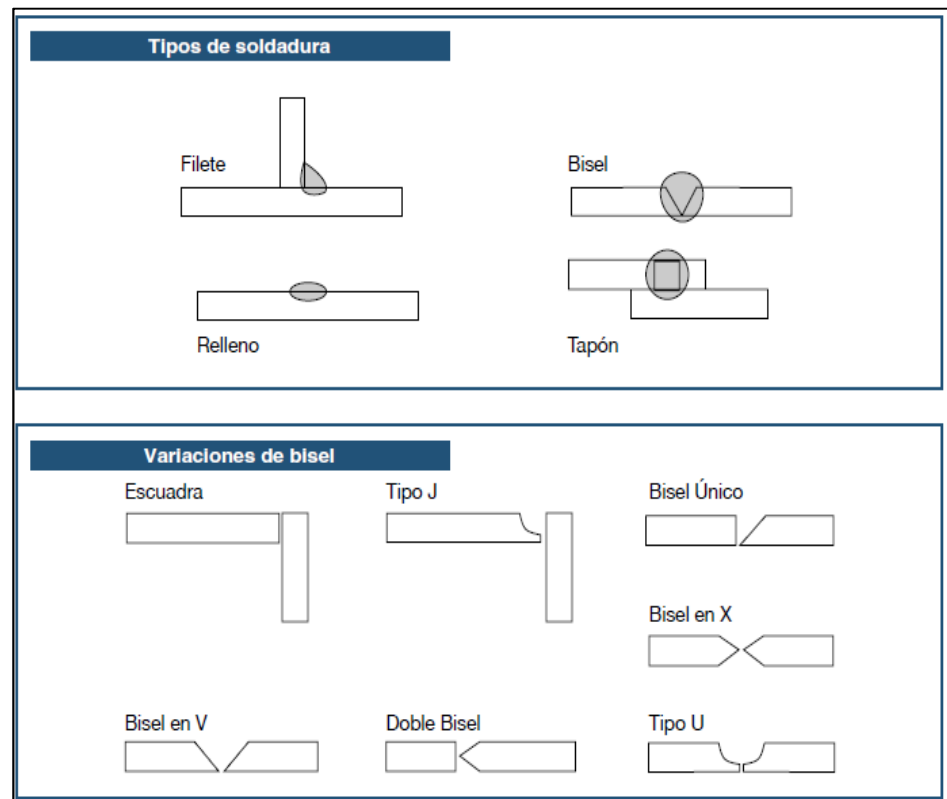 Tipos de soldadura
Filete
Bisel
Relleno
Tapón
Variaciones de bisel
Escuadra
Tipo J
Bisel Único
Bisel en X
Bisel en V
Doble Bisel
Tipo U